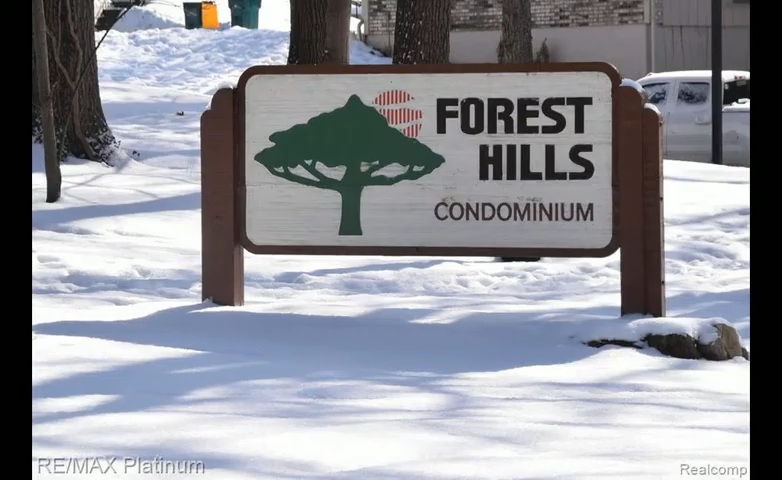 FOREST
HILLS
CONDOMINIUM
RE/MAX Platinum
Realcomp